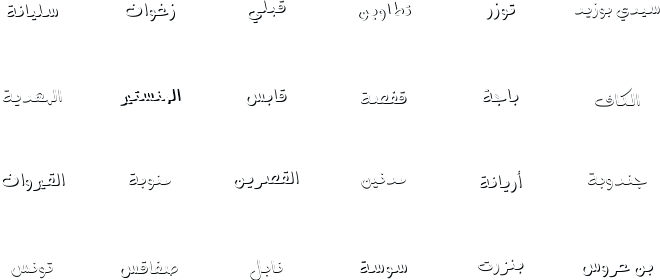 سيدي بوزيد توزر تطاوين قبلي زغوان سليانة
الكاف باجة قفصة قابس المنستير المهدية
جندوبة أريانة مدنين القصرين منوبة القيروان
بن عروس بنزرت سوسة نابل صفاقس تونس